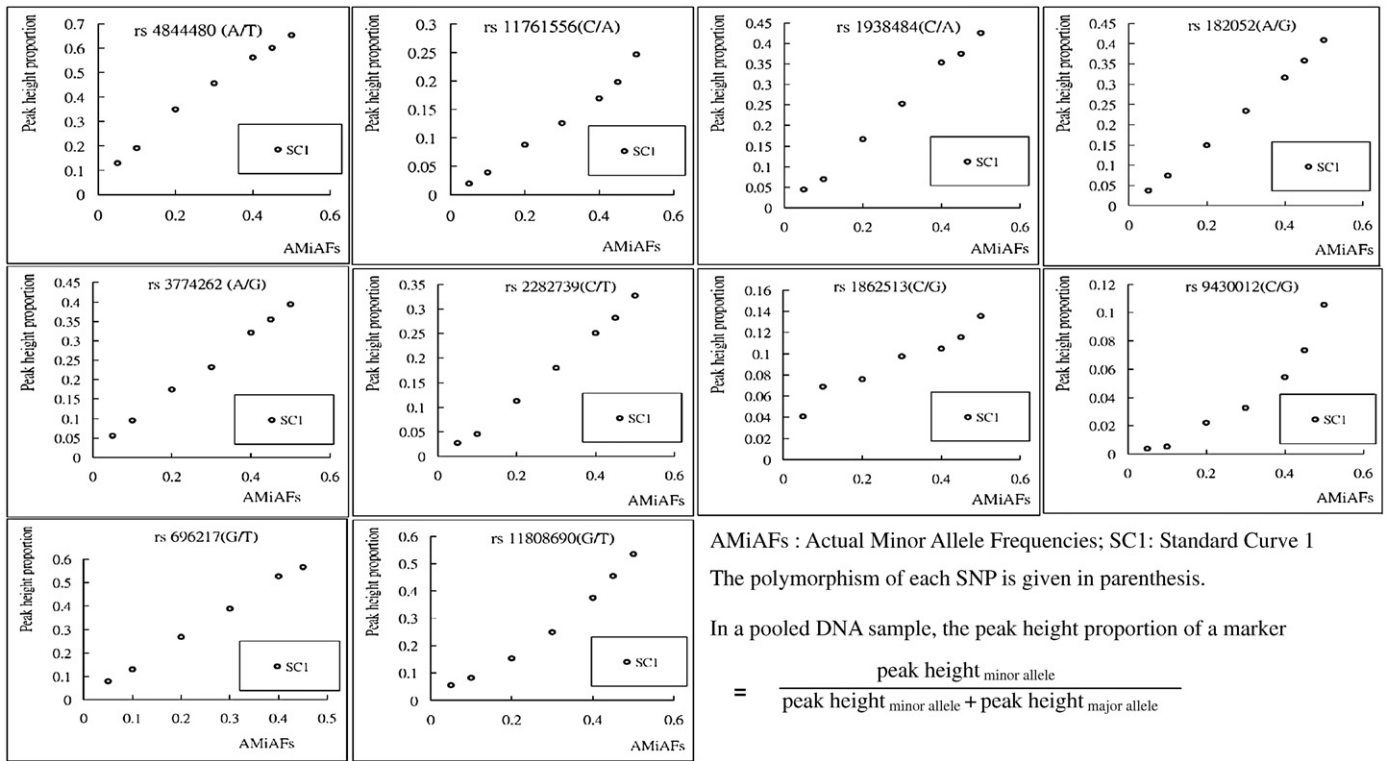 rs 4844480 (A/T)
Peak height proportion
0.7
0.6
0.5
0.4
0.3
0.2
0.1
0
0
0.2
0.4
0.6
SC1
AMiAFs
rs 11761556(C/A)
Peak height proportion
0.3
0.25
0.2
0.15
0.1
0.05
0
0
0.2
0.4
0.6
SC1
AMiAFs
rs 1938484(C/A)
Peak height proportion
0.45
0.4
0.35
0.3
0.25
0.2
0.15
0.1
0.05
0
0
0.2
0.4
0.6
SC1
AMiAFs
rs 182052(A/G)
Peak height proportion
0.45
0.4
0.35
0.3
0.25
0.2
0.15
0.1
0.05
0
0
0.2
0.4
0.6
SC1
AMiAFs
rs 3774262 (A/G)
Peak height proportion
0.45
0.4
0.35
0.3
0.25
0.2
0.15
0.1
0.05
0
0
0.2
0.4
0.6
SC1
AMiAFs
rs 2282739(C/T)
Peak height proportion
0.35
0.3
0.25
0.2
0.15
0.1
0.05
0
0
0.2
0.4
0.6
SC1
AMiAFs
rs 1862513(C/G)
Peak height proportion
0.16
0.14
0.12
0.1
0.08
0.06
0.04
0.02
0
0
0.2
0.4
0.6
SC1
AMiAFs
rs 9430012(C/G)
Peak height proportion
0.12
0.1
0.08
0.06
0.04
0.02
0
0
0.2
0.4
0.6
SC1
AMiAFs
rs 696217(G/T)
Peak height proportion
0.6
0.5
0.4
0.3
0.2
0.1
0
0
0.1
0.2
0.3
0.4
0.5
SC1
AMiAFs
rs 11808690(G/T)
Peak height proportion
0.6
0.5
0.4
0.3
0.2
0.1
0
0
0.2
0.4
0.6
SC1
AMiAFs
AMiAFs : Actual Minor Allele Frequencies; SC1: Standard Curve 1
The polymorphism of each SNP is given in parenthesis.
In a pooled DNA sample, the peak height proportion of a marker
= peak height minor allele
peak height minor allele + peak height major allele